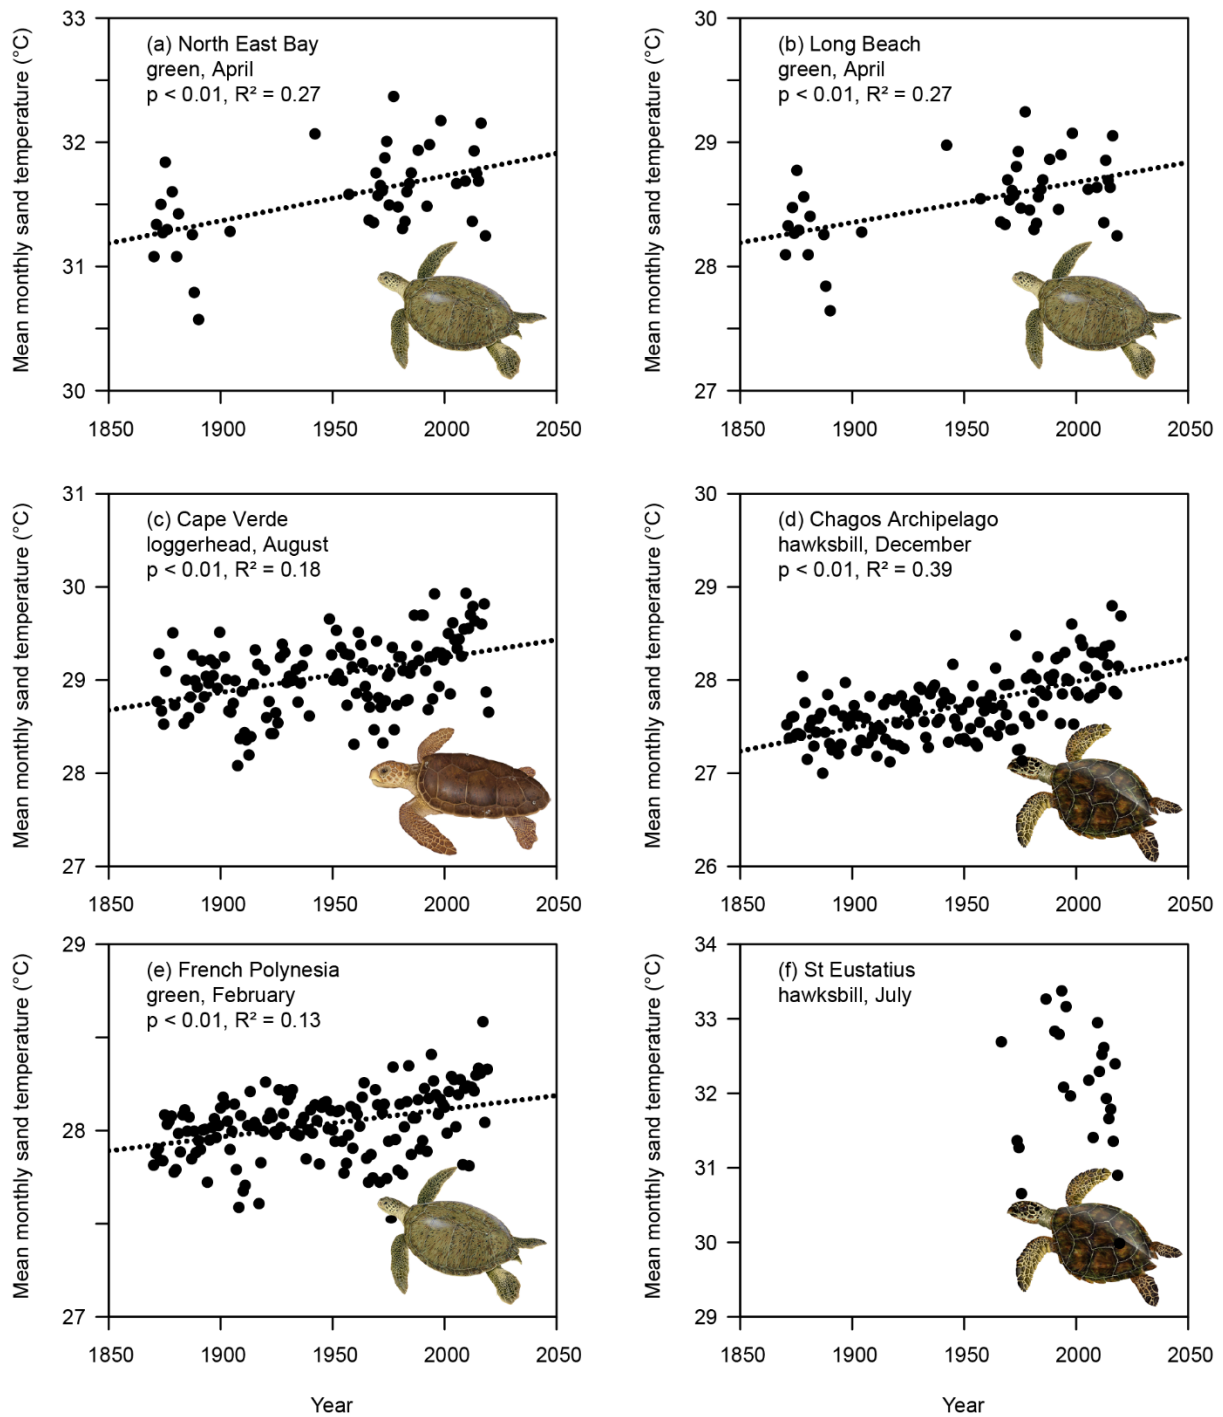 Mean monthly sand temperature (°C)
33
32
31
30
(a) North East Bay
green, April
p < 0.01, R² = 0.27
1850 1900 1950 2000 2050
Mean monthly sand temperature (°C)
30
29
28
27
(b) Long Beach
green, April
p < 0.01, R² = 0.27
1850 1900 1950 2000 2050
Mean monthly sand temperature (°C)
31
30
29
28
27
(c) Cape Verde
loggerhead, August
p < 0.01, R² = 0.18
1850 1900 1950 2000 2050
Mean monthly sand temperature (°C)
30
29
28
27
26
(d) Chagos Archipelago
hawksbill, December
p < 0.01, R² = 0.39
1850 1900 1950 2000 2050
Mean monthly sand temperature (°C)
29
28
27
(e) French Polynesia
green, February
p < 0.01, R² = 0.13
1850 1900 1950 2000 2050
Year
Mean monthly sand temperature (°C)
34
33
32
31
30
29
(f) St Eustatius
hawksbill, July
1850 1900 1950 2000 2050
Year